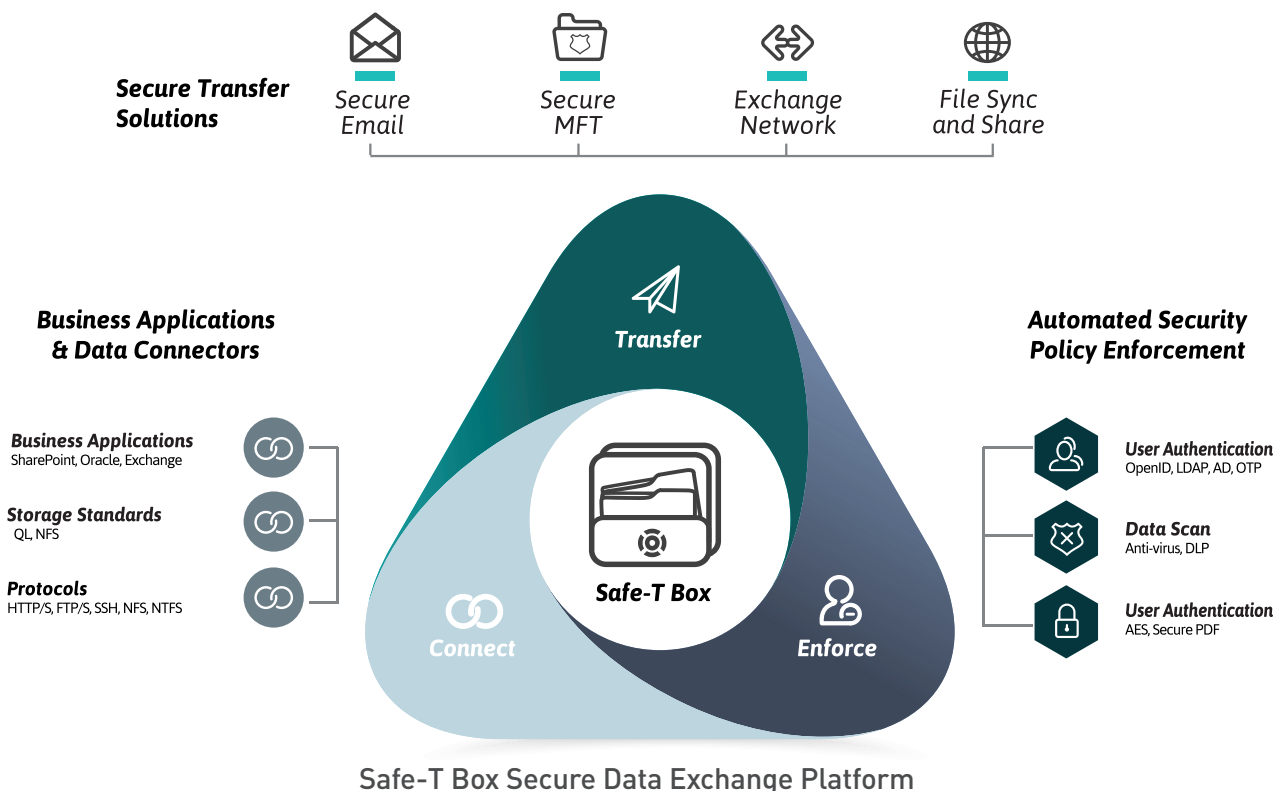 Secure Transfer
Solutions
Secure
Email
Secure
MFT
Exchange
Network
File Sync
and Share
Transfer
Business Applications
& Data Connectors
Business Applications
SharePoint, Oracle, Exchange
Storage Standards
QL, NFS
Protocols
HTTP/S, FTP/S, SSH, NFS, NTFS
Safe-T Box
Connect
Enforce
Automated Security
Policy Enforcement
User Authentication
OpenID, LDAP, AD, OTP
Data Scan
Anti-virus, DLP
User Authentication
AES, Secure PDF
Safe-T Box Secure Data Exchange Platform